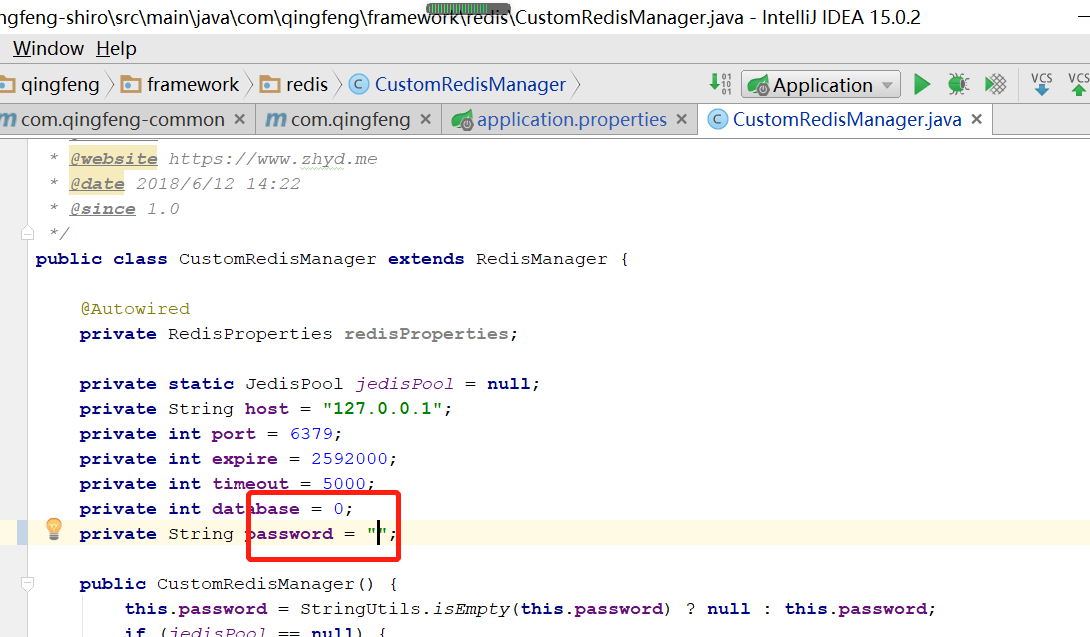 ngfeng-shiro\src\main\java\com\qingfeng\framework\redis\CustomRedisManager.java - IntelliJ IDEA 15.0.2
Window Help
qingfeng framework redis CustomRedisManager Application VCS VCS
com.qingfeng-common com.qingfeng application.properties CustomRedisManager.java
* @website https://www.zhyd.me
* @date 2018/6/12 14:22
* @since 1.0
*/
public class CustomRedisManager extends RedisManager {
@Autowired
private RedisProperties redisProperties;
private static JedisPool jedisPool = null;
private String host = "127.0.0.1";
private int port = 6379;
private int expire = 2592000;
private int timeout = 5000;
private int database = 0;
private String password = "";
public CustomRedisManager() {
this.password = StringUtils.isEmpty(this.password) ? null : this.password;
if (jedisPool == null) {